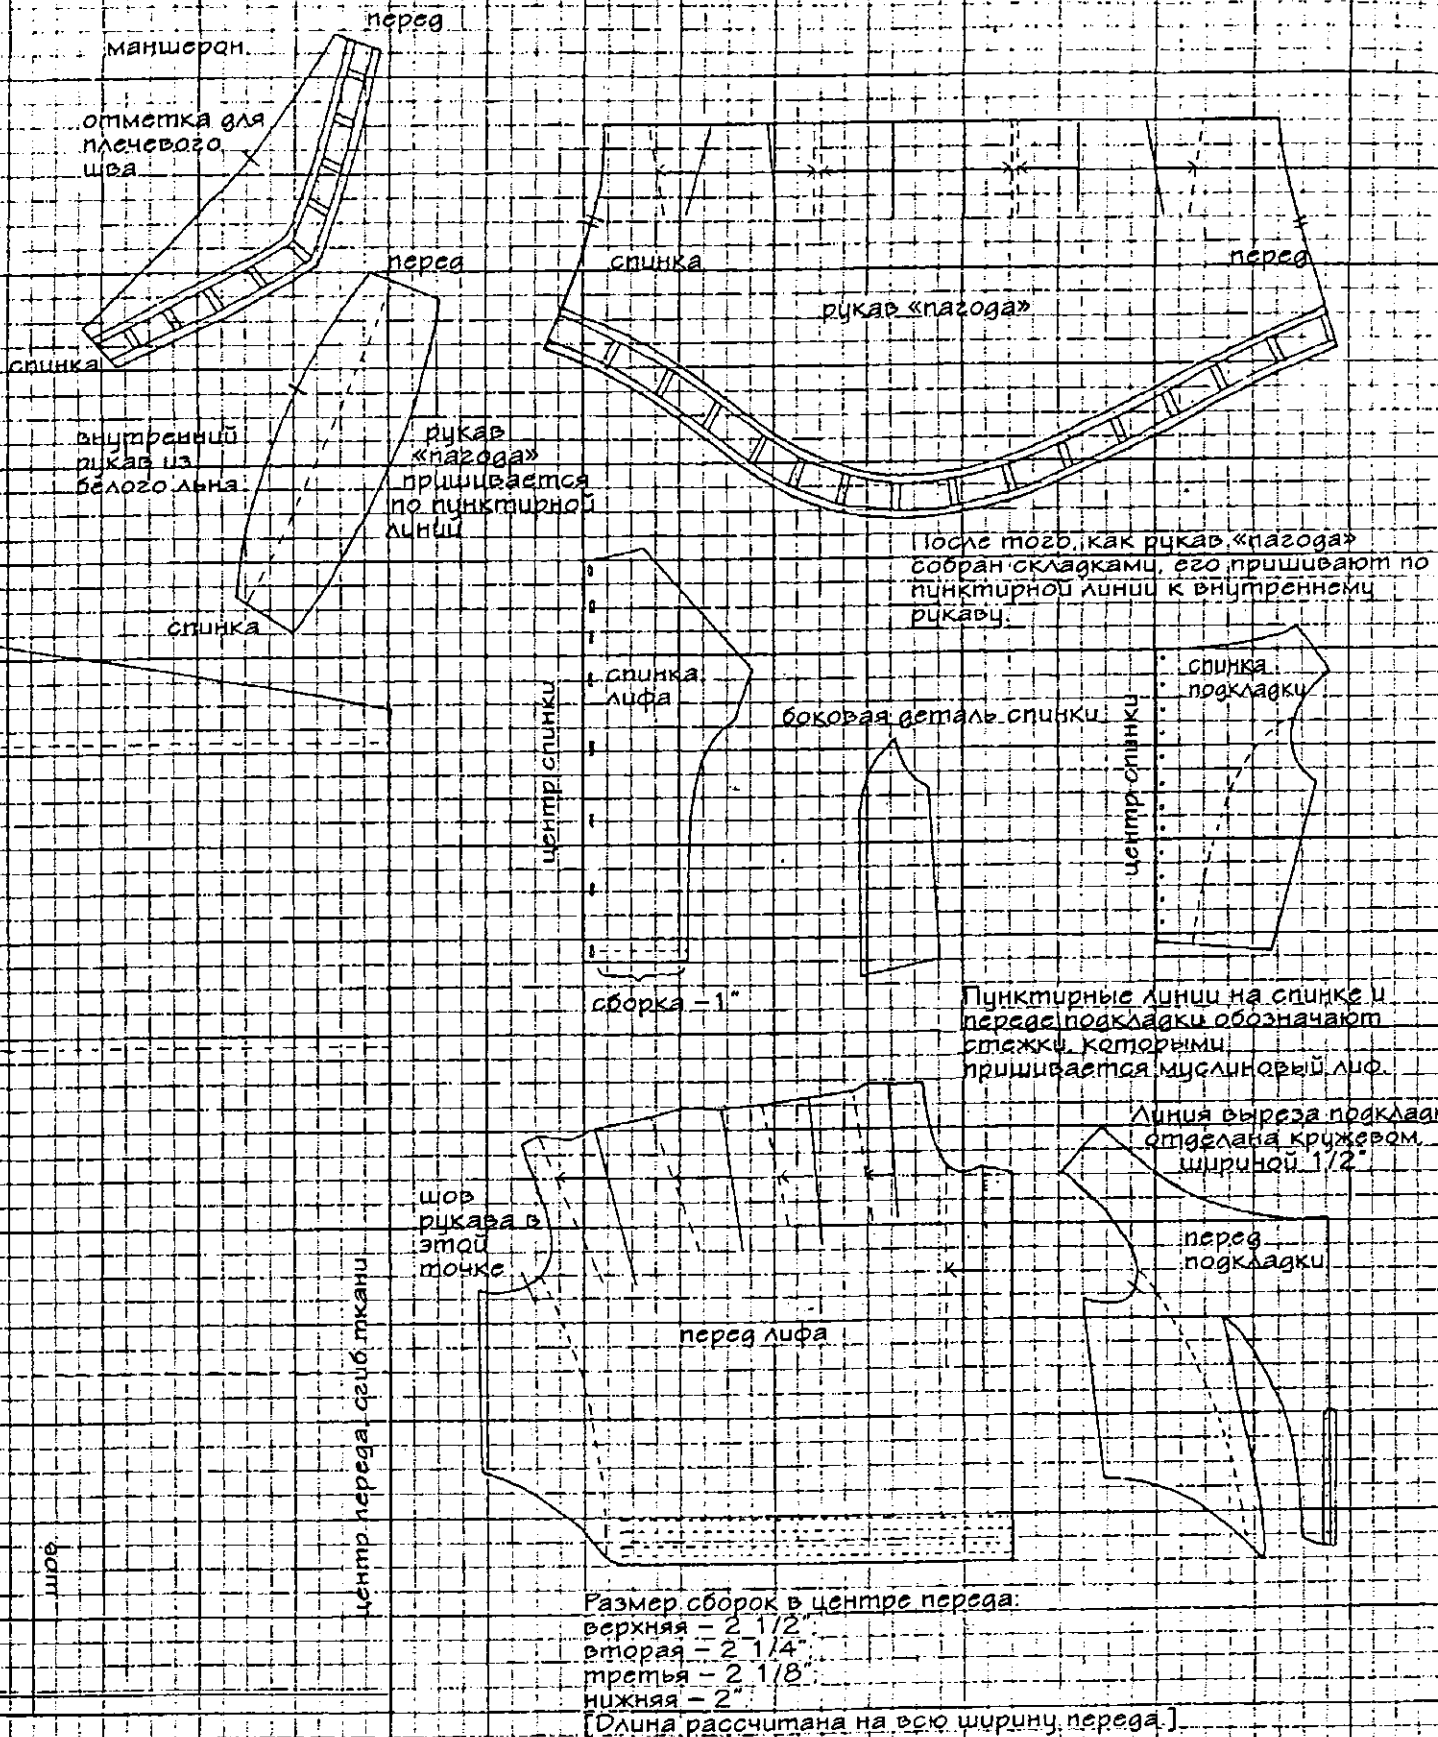 перед
маншерон
отметка для
плечевого
шва
спинка
перед
спинка
перед
рукав «пагода»
внутренний
рукав из
белого льна
рукав
«пагода»
пришивается
по пунктирной
линии
спинка
После того, как рукав «пагода»
собран складками, его пришивают по
пунктирной линии к внутреннему
рукаву.
центр спинки
спинка
лифа
боковая деталь спинки
центр спинки
спинка
подкладки
сборка – 1"
Пунктирные линии на спинке и
переде подкладки обозначают
стежки, которыми
пришивается муслиновый лиф.
Линия выреза подкладк
отделана кружевом
шириной 1/2"
шов
рукава в
этой
точке
перед лифа
перед
подкладки
центр переда, сгиб ткани
шов
Размер сборок в центре переда:
верхняя – 2 1/2";
вторая – 2 1/4";
третья – 2 1/8";
нижняя – 2".
[Длина рассчитана на всю ширину переда.]